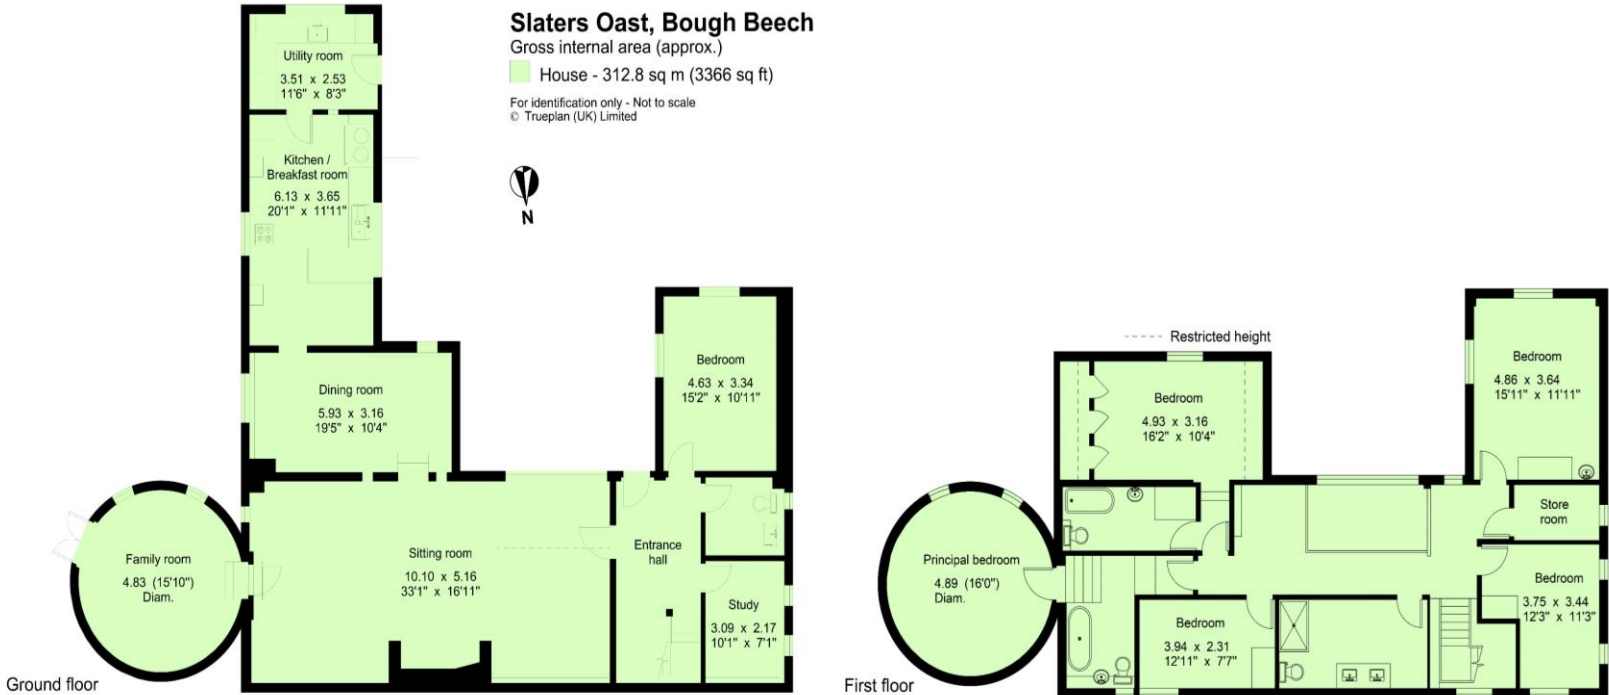 Slaters Oast, Bough Beech
Gross internal area (approx.)
House - 312.8 sq m (3366 sq ft)
For identification only - Not to scale
© Trueplan (UK) Limited
N
Utility room
3.51 x 2.53
11'6" x 8'3"
Kitchen /
Breakfast room
6.13 x 3.65
20'1" x 11'11"
Dining room
5.93 x 3.16
19'5" x 10'4"
Bedroom
4.63 x 3.34
15'2" x 10'11"
Family room
4.83 (15'10")
Diam.
Sitting room
10.10 x 5.16
33'1" x 16'11"
Entrance
hall
Study
3.09 x 2.17
10'1" x 7'1"
Ground floor
Restricted height
Bedroom
4.93 x 3.16
16'2" x 10'4"
Bedroom
4.86 x 3.64
15'11" x 11'11"
Store
room
Principal bedroom
4.89 (16'0")
Diam.
Bedroom
3.75 x 3.44
12'3" x 11'3"
Bedroom
3.94 x 2.31
12'11" x 7'7"
First floor